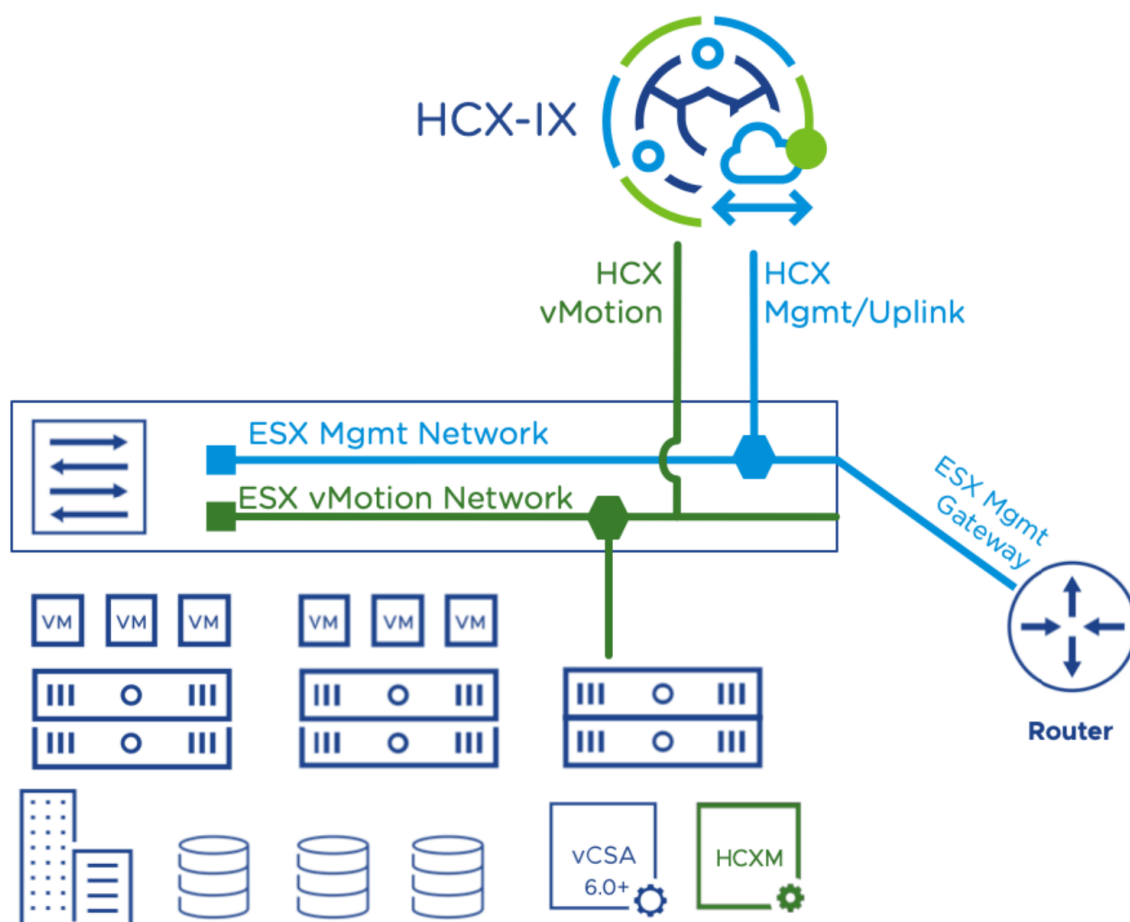 HCX-IX
HCX
vMotion
HCX
Mgmt/Uplink
ESX Mgmt Network
ESX vMotion Network
ESX Mgmt
Gateway
VM
VM
VM
VM
VM
VM
Router
vCSA
6.0+
HCXM